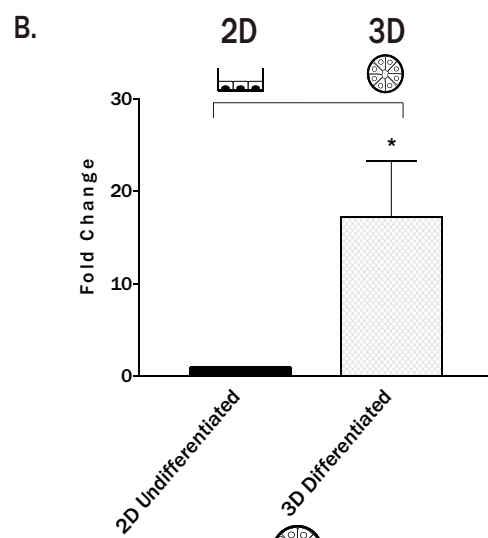 B.
2D 3D
30
*
20
10
0
Fold Change
2D Undifferentiated
3D Differentiated